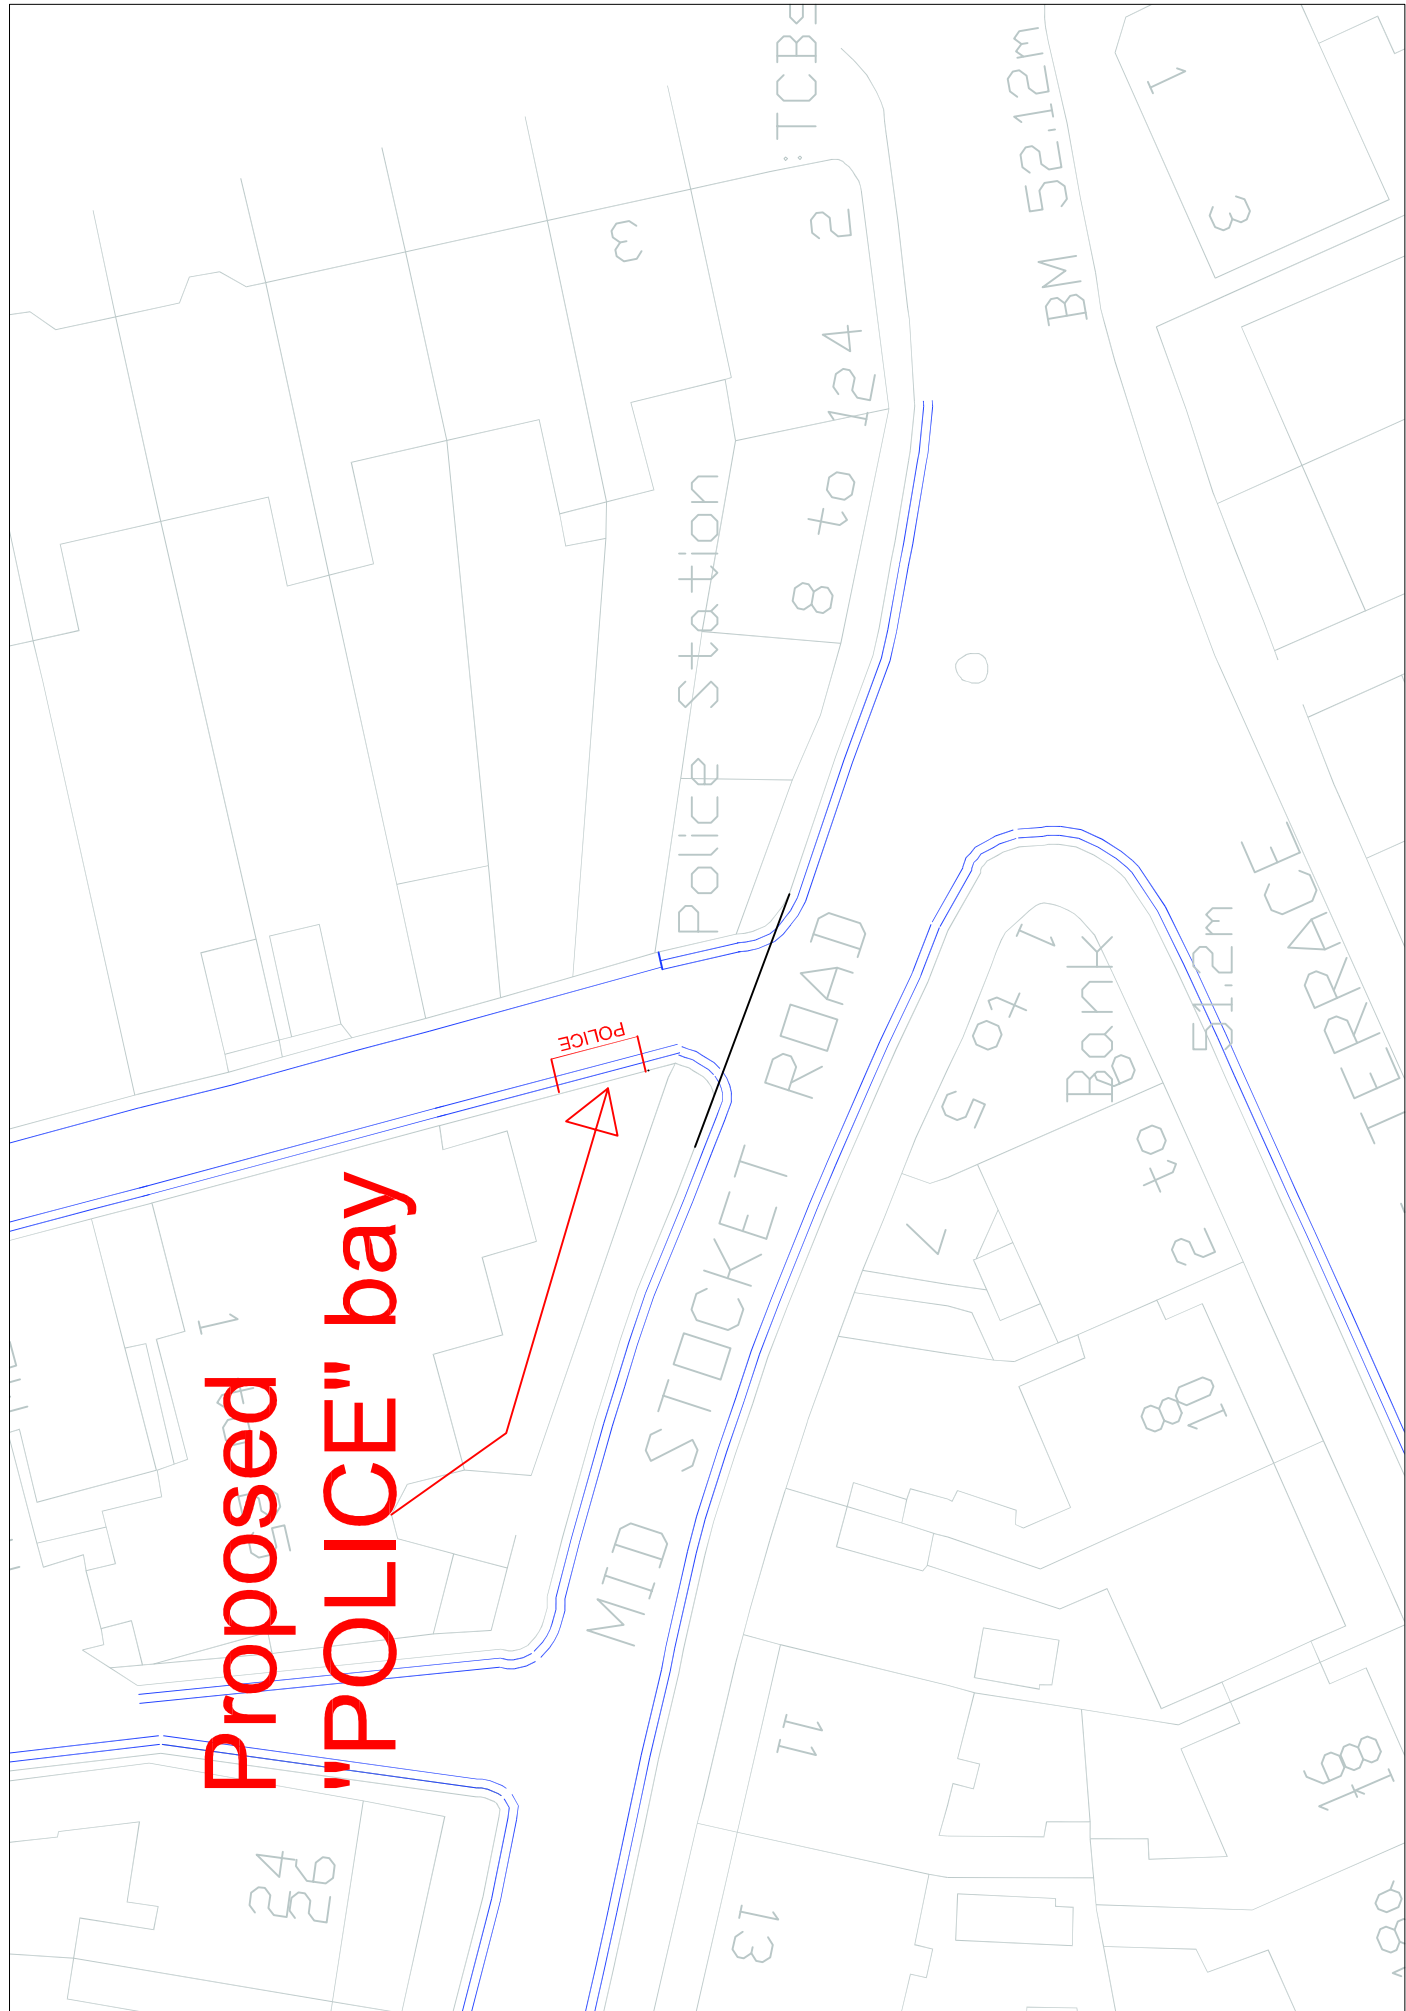 Proposed
"POLICE" bay
POLICE
Police Station
: TCBs
BM 52.12m
1
3
3
2
8 to 124
MID STOCKET ROAD
TERRACE
51.2m
Bank
1 to 5
2 to 6
7
8
10
11
13
1
24
26